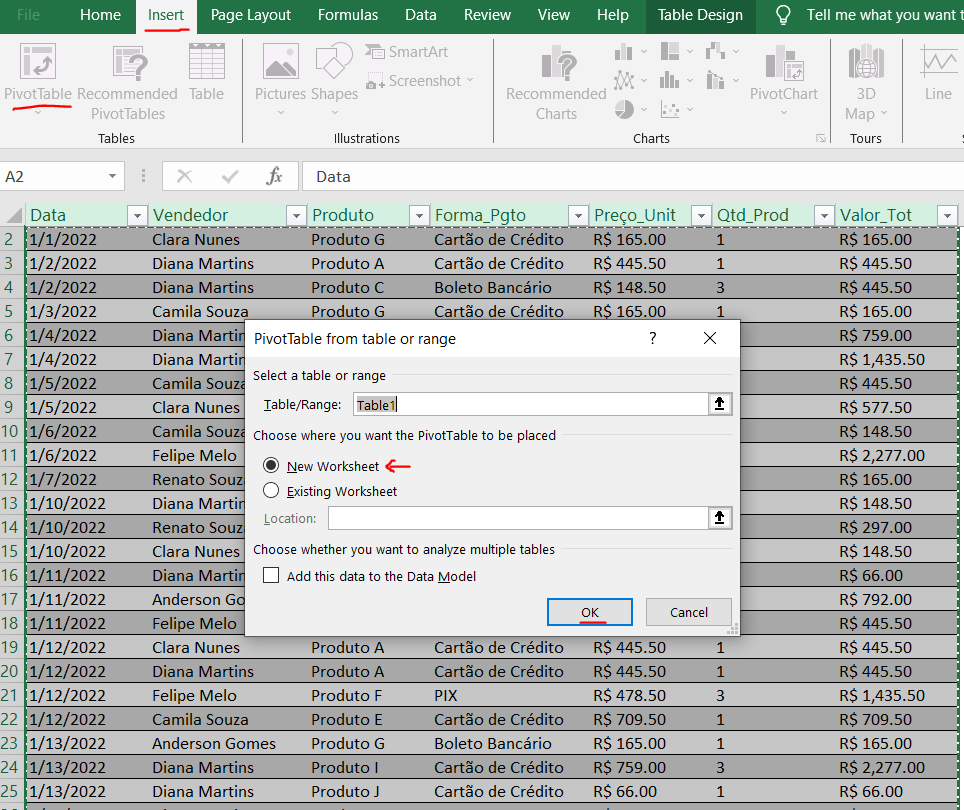 File Home Insert Page Layout Formulas Data Review View Help Table Design Tell me what you want
PivotTable Recommended PivotTables Table Pictures Shapes SmartArt Screenshot Recommended Charts PivotChart 3D Map Line
Tables Illustrations Charts Tours
A2 fx Data
Data Vendedor Produto Forma_Pgto Preço_Unit Qtd_Prod Valor_Tot
2 1/1/2022 Clara Nunes Produto G Cartão de Crédito R$ 165.00 1 R$ 165.00
3 1/2/2022 Diana Martins Produto A Cartão de Crédito R$ 445.50 1 R$ 445.50
4 1/2/2022 Diana Martins Produto C Boleto Bancário R$ 148.50 3 R$ 445.50
5 1/3/2022 Camila Souza Produto G Cartão de Crédito R$ 165.00 1 R$ 165.00
6 1/4/2022 Diana R$ 759.00
7 1/4/2022 Diana R$ 1,435.50
8 1/5/2022 Camila R$ 445.50
9 1/5/2022 Clara Nunes R$ 577.50
10 1/6/2022 Camila R$ 148.50
11 1/6/2022 Felipe Melo R$ 2,277.00
12 1/7/2022 Renato R$ 165.00
13 1/10/2022 Diana R$ 148.50
14 1/10/2022 Renato R$ 297.00
15 1/10/2022 Clara Nunes R$ 148.50
16 1/11/2022 Diana R$ 66.00
17 1/11/2022 Anderson R$ 792.00
18 1/11/2022 Felipe Melo R$ 445.50
PivotTable from table or range ?
Select a table or range
Table/Range: Table1
Choose where you want the PivotTable to be placed
New Worksheet
Existing Worksheet
Location:
Choose whether you want to analyze multiple tables
Add this data to the Data Model
OK Cancel
19 1/12/2022 Clara Nunes Produto A Cartão de Crédito R$ 445.50 1 R$ 445.50
20 1/12/2022 Diana Martins Produto A Cartão de Crédito R$ 445.50 1 R$ 445.50
21 1/12/2022 Felipe Melo Produto F PIX R$ 478.50 3 R$ 1,435.50
22 1/12/2022 Camila Souza Produto E Cartão de Crédito R$ 709.50 1 R$ 709.50
23 1/13/2022 Anderson Gomes Produto G Boleto Bancário R$ 165.00 1 R$ 165.00
24 1/13/2022 Diana Martins Produto I Cartão de Crédito R$ 759.00 3 R$ 2,277.00
25 1/13/2022 Diana Martins Produto J Cartão de Crédito R$ 66.00 1 R$ 66.00